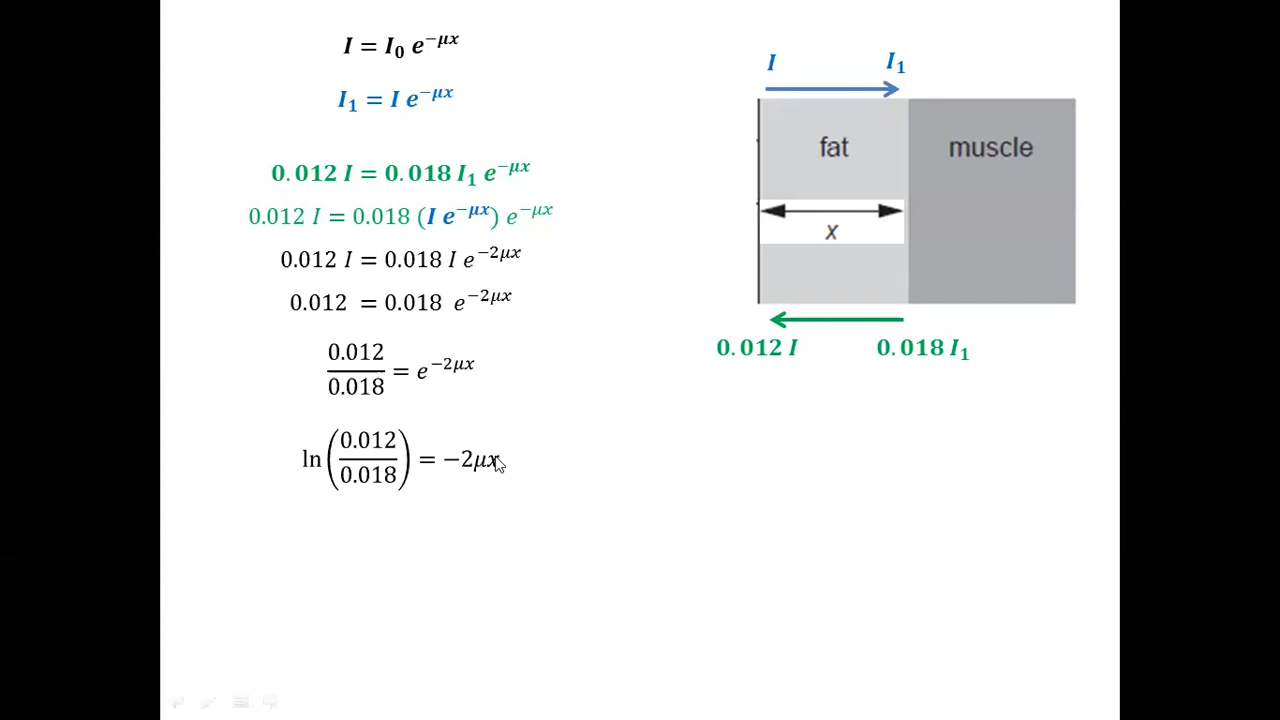 I = I₀ e^{−μx}
I₁ = I e^{−μx}
0.012 I = 0.018 I₁ e^{−μx}
0.012 I = 0.018 (I e^{−μx}) e^{−μx}
0.012 I = 0.018 I e^{−2μx}
0.012 = 0.018 e^{−2μx}
0.012/0.018 = e^{−2μx}
ln(0.012/0.018) = −2μx
I I₁
fat muscle
x
0.012 I 0.018 I₁